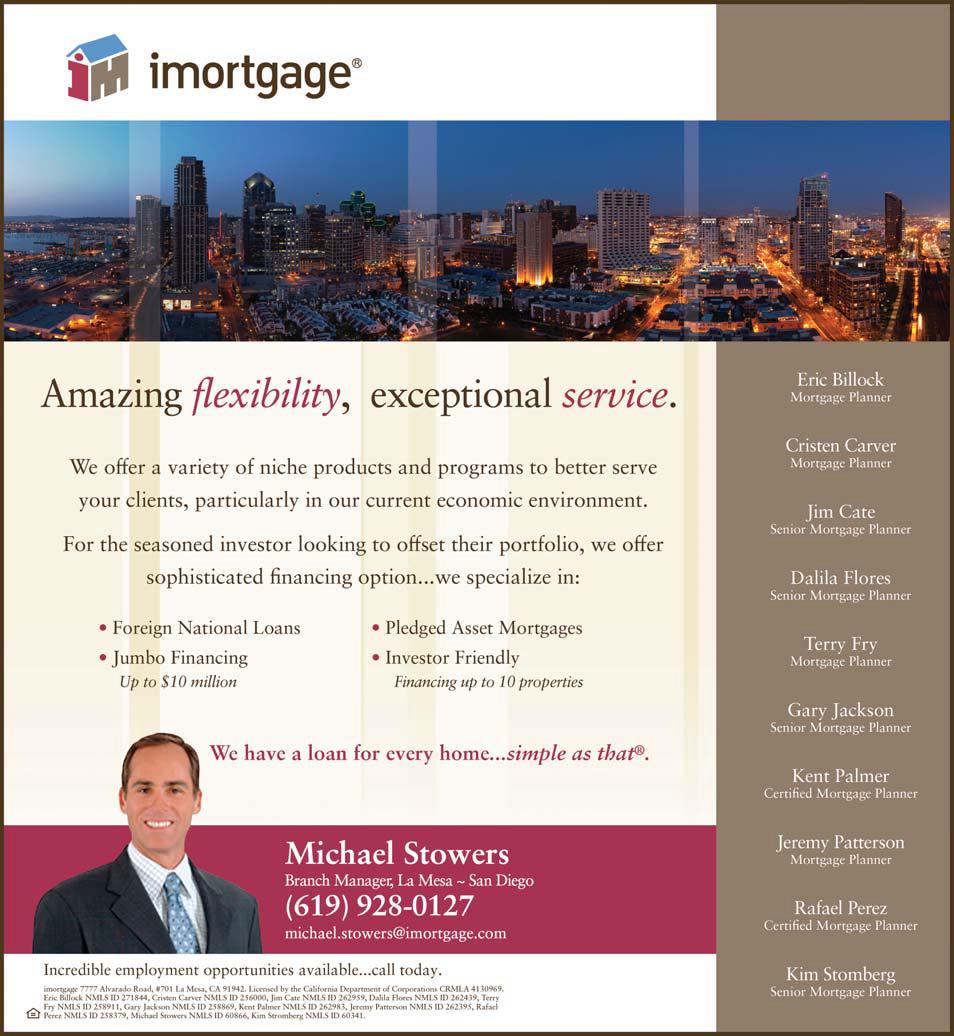 imortgage®
Amazing flexibility, exceptional service.
We offer a variety of niche products and programs to better serve
your clients, particularly in our current economic environment.
For the seasoned investor looking to offset their portfolio, we offer
sophisticated financing option...we specialize in:
• Foreign National Loans
• Jumbo Financing
Up to $10 million
• Pledged Asset Mortgages
• Investor Friendly
Financing up to 10 properties
We have a loan for every home...simple as that®.
Michael Stowers
Branch Manager, La Mesa ~ San Diego
(619) 928-0127
michael.stowers@imortgage.com
Incredible employment opportunities available...call today.
imortgage 7777 Alvarado Road, #701 La Mesa, CA 91942. Licensed by the California Department of Corporations CRMLA 4130969.
Eric Billock NMLS ID 271844, Cristen Carver NMLS ID 256000, Jim Cate NMLS ID 262959, Dalila Flores NMLS ID 262439, Terry
Fry NMLS ID 258911, Gary Jackson NMLS ID 258869, Kent Palmer NMLS ID 262983, Jeremy Patterson NMLS ID 262395, Rafael
Perez NMLS ID 258379, Michael Stowers NMLS ID 60866, Kim Stromberg NMLS ID 60341.
Eric Billock
Mortgage Planner
Cristen Carver
Mortgage Planner
Jim Cate
Senior Mortgage Planner
Dalila Flores
Senior Mortgage Planner
Terry Fry
Mortgage Planner
Gary Jackson
Senior Mortgage Planner
Kent Palmer
Certified Mortgage Planner
Jeremy Patterson
Mortgage Planner
Rafael Perez
Certified Mortgage Planner
Kim Stomberg
Senior Mortgage Planner